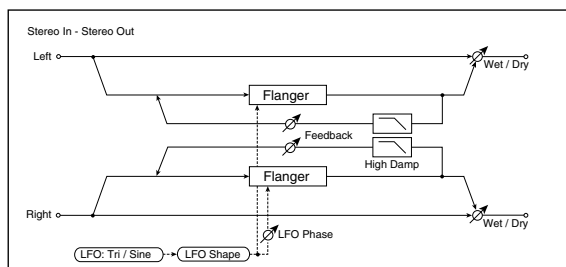 Stereo In - Stereo Out
Left
Wet / Dry
Flanger
Feedback
High Damp
Flanger
Right
Wet / Dry
LFO Phase
LFO: Tri / Sine
LFO Shape